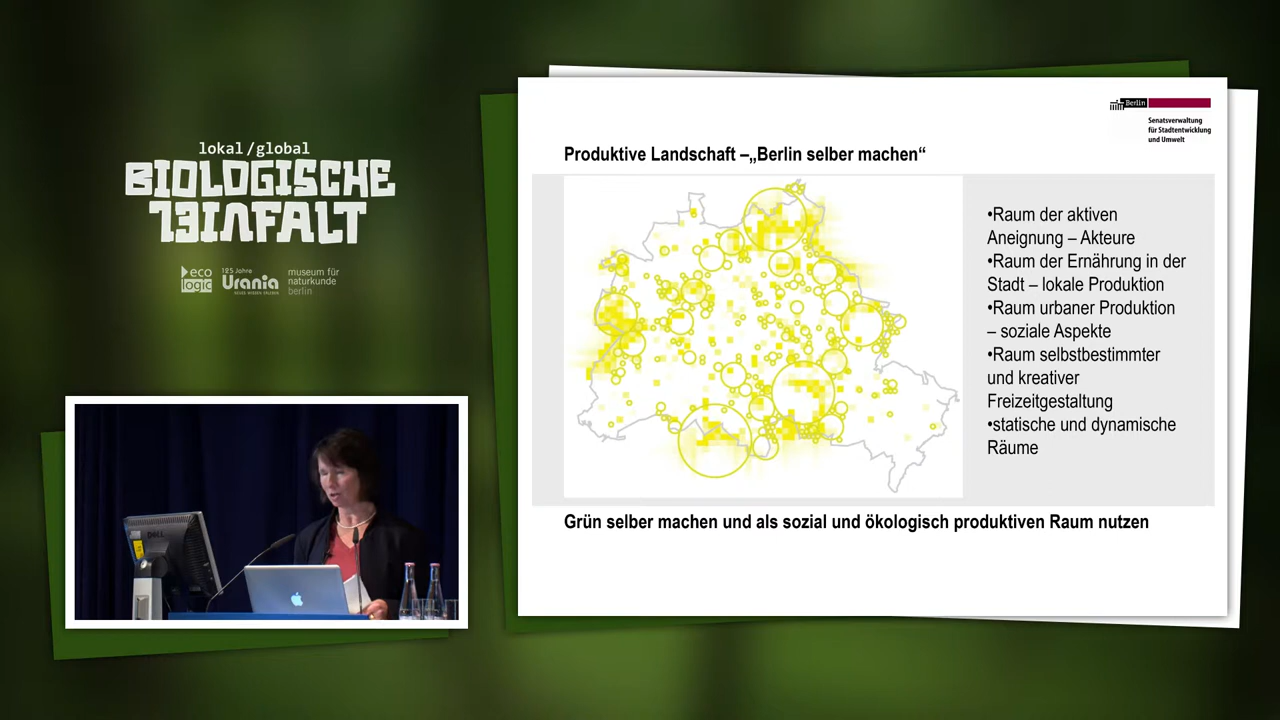 lokal/global
BIOLOGISCHE
VIELFALT
eco
logic
125 Jahre
Urania
museum für
naturkunde
berlin
DELL
Berlin
Senatsverwaltung
für Stadtentwicklung
und Umwelt
Produktive Landschaft –„Berlin selber machen“
•Raum der aktiven
Aneignung – Akteure
•Raum der Ernährung in der
Stadt – lokale Produktion
•Raum urbaner Produktion
– soziale Aspekte
•Raum selbstbestimmter
und kreativer
Freizeitgestaltung
•statische und dynamische
Räume
Grün selber machen und als sozial und ökologisch produktiven Raum nutzen